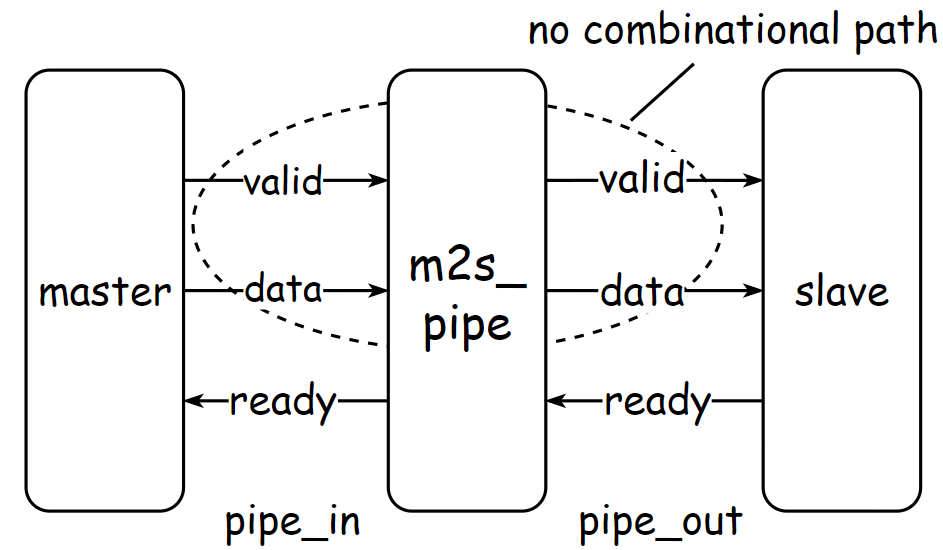 no combinational path
valid
valid
master
data
m2s_
pipe
data
slave
ready
ready
pipe_in
pipe_out